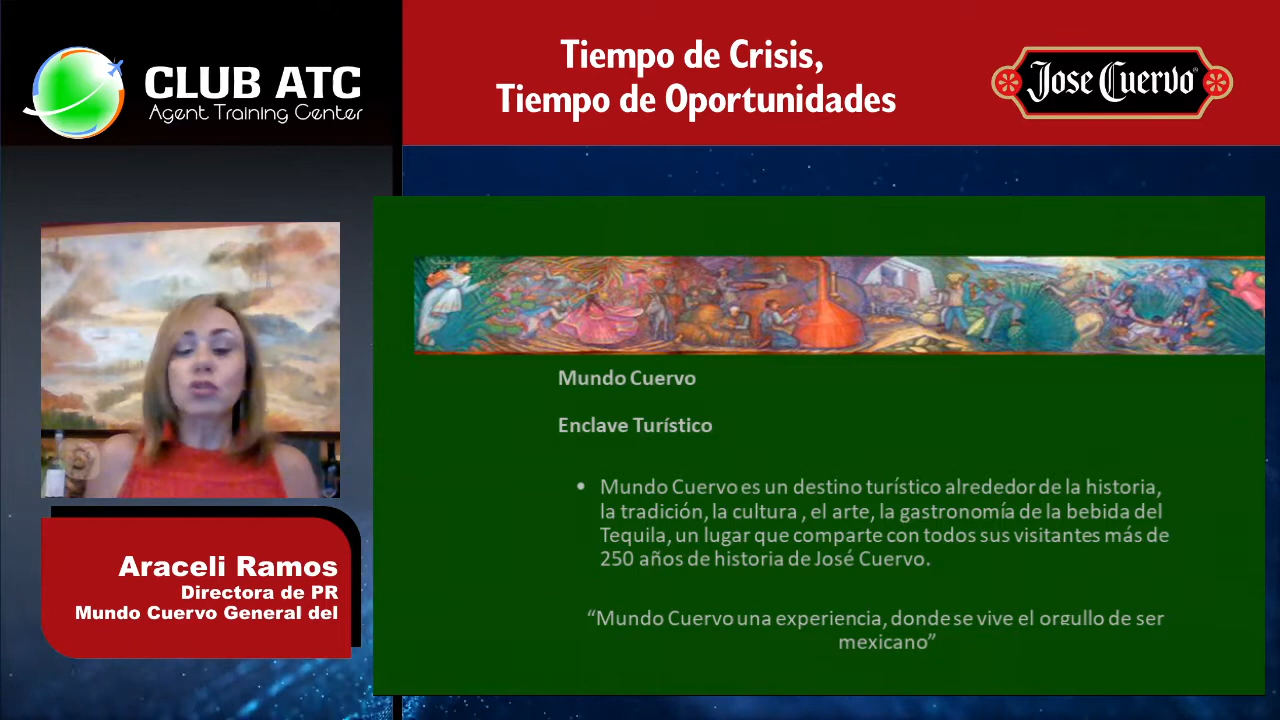 CLUB ATC
Agent Training Center
Tiempo de Crisis,
Tiempo de Oportunidades
Jose Cuervo®
Mundo Cuervo
Enclave Turístico
• Mundo Cuervo es un destino turístico alrededor de la historia,
la tradición, la cultura , el arte, la gastronomía de la bebida del
Tequila, un lugar que comparte con todos sus visitantes más de
250 años de historia de José Cuervo.
“Mundo Cuervo una experiencia, donde se vive el orgullo de ser
mexicano”
Araceli Ramos
Directora de PR
Mundo Cuervo General del